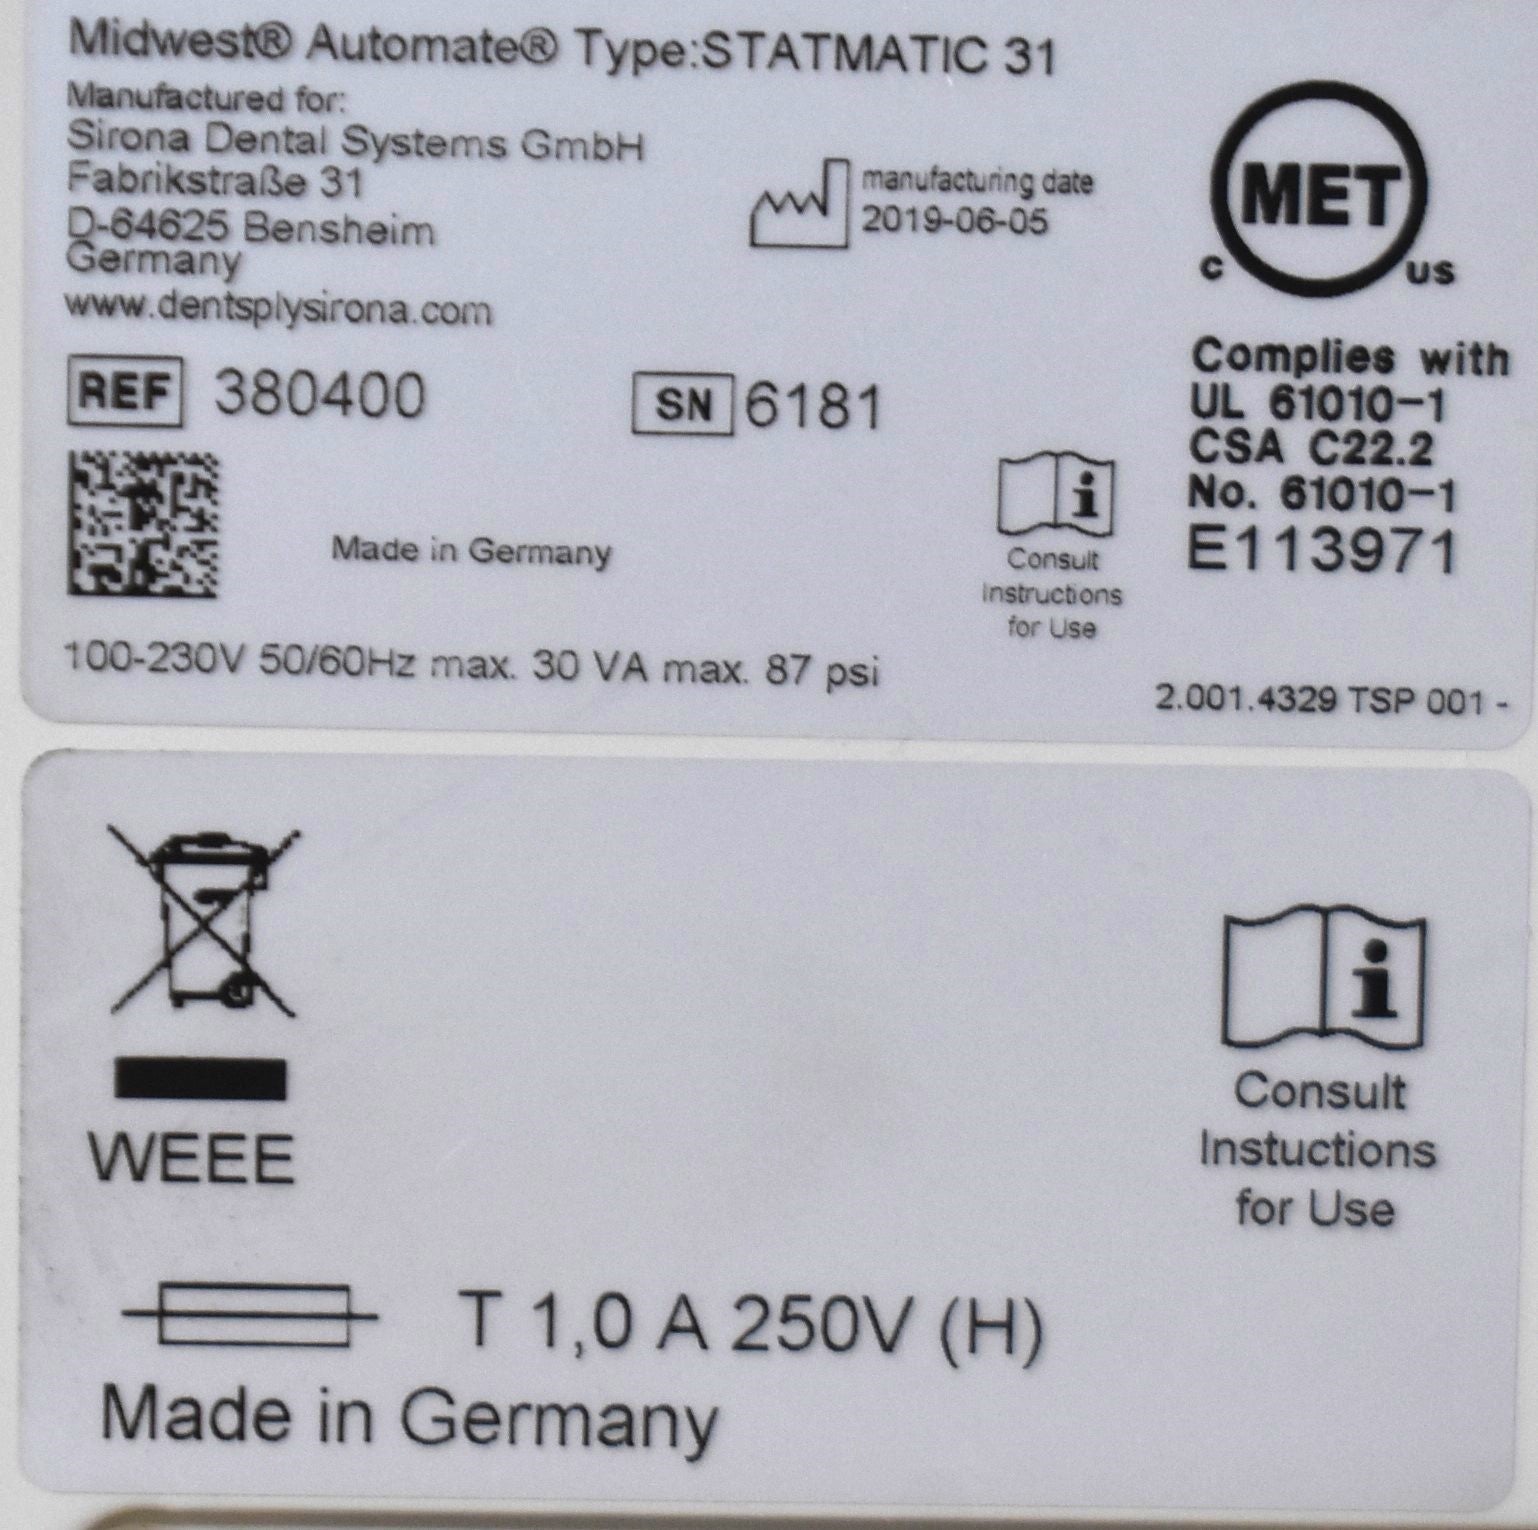 Midwest® Automate® Type:STATMATIC 31
Manufactured for:
Sirona Dental Systems GmbH
Fabrikstraße 31
D-64625 Bensheim
Germany
www.dentsplysirona.com
manufacturing date
2019-06-05
MET
c us
REF 380400
SN 6181
Complies with
UL 61010-1
CSA C22.2
No. 61010-1
E113971
Made in Germany
i
Consult
Instructions
for Use
100-230V 50/60Hz max. 30 VA max. 87 psi
2.001.4329 TSP 001 -
WEEE
i
Consult
Instuctions
for Use
T 1,0 A 250V (H)
Made in Germany